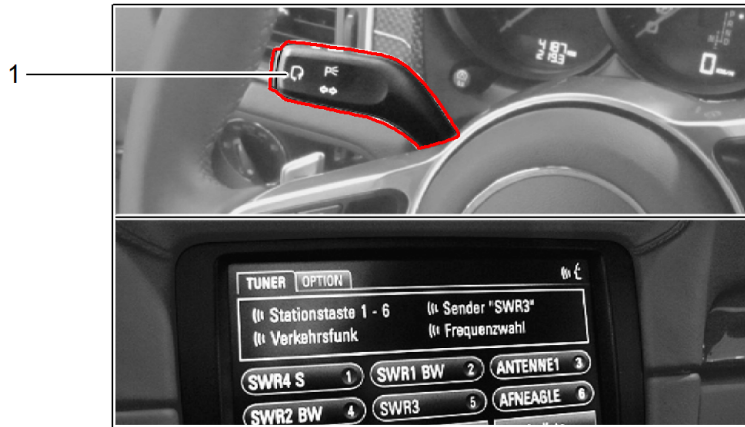 1
TUNER OPTION
Stationstaste 1 - 6 Sender "SWR3"
Verkehrsfunk Frequenzwahl
SWR4 S 1 SWR1 BW 2 ANTENNE1 3
SWR2 BW 4 SWR3 5 AFNEAGLE 6